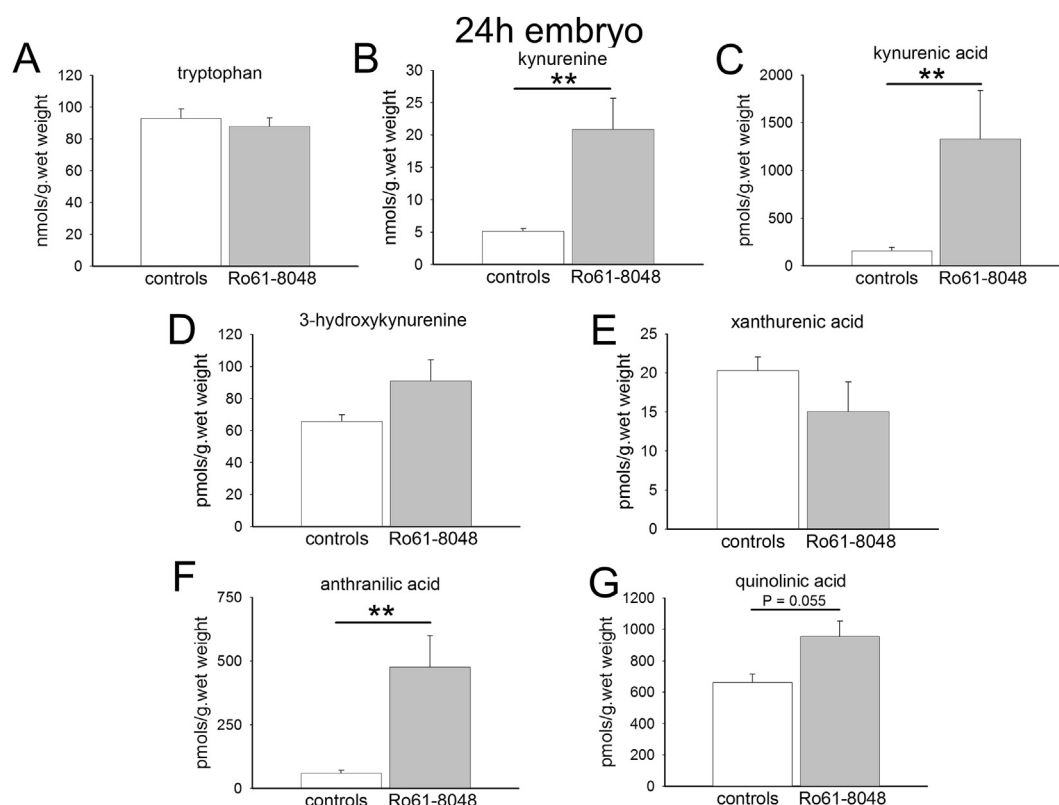 24h embryo
A
tryptophan
nmols/g.wet weight
120
100
80
60
40
20
0
controls Ro61-8048
B
kynurenine
**
nmols/g.wet weight
30
25
20
15
10
5
0
controls Ro61-8048
C
kynurenic acid
**
pmols/g.wet weight
2000
1500
1000
500
0
controls Ro61-8048
D
3-hydroxykynurenine
pmols/g.wet weight
120
100
80
60
40
20
0
controls Ro61-8048
E
xanthurenic acid
pmols/g.wet weight
25
20
15
10
5
0
controls Ro61-8048
F
anthranilic acid
**
pmols/g.wet weight
750
500
250
0
controls Ro61-8048
G
quinolinic acid
P = 0.055
pmols/g.wet weight
1200
1000
800
600
400
200
0
controls Ro61-8048